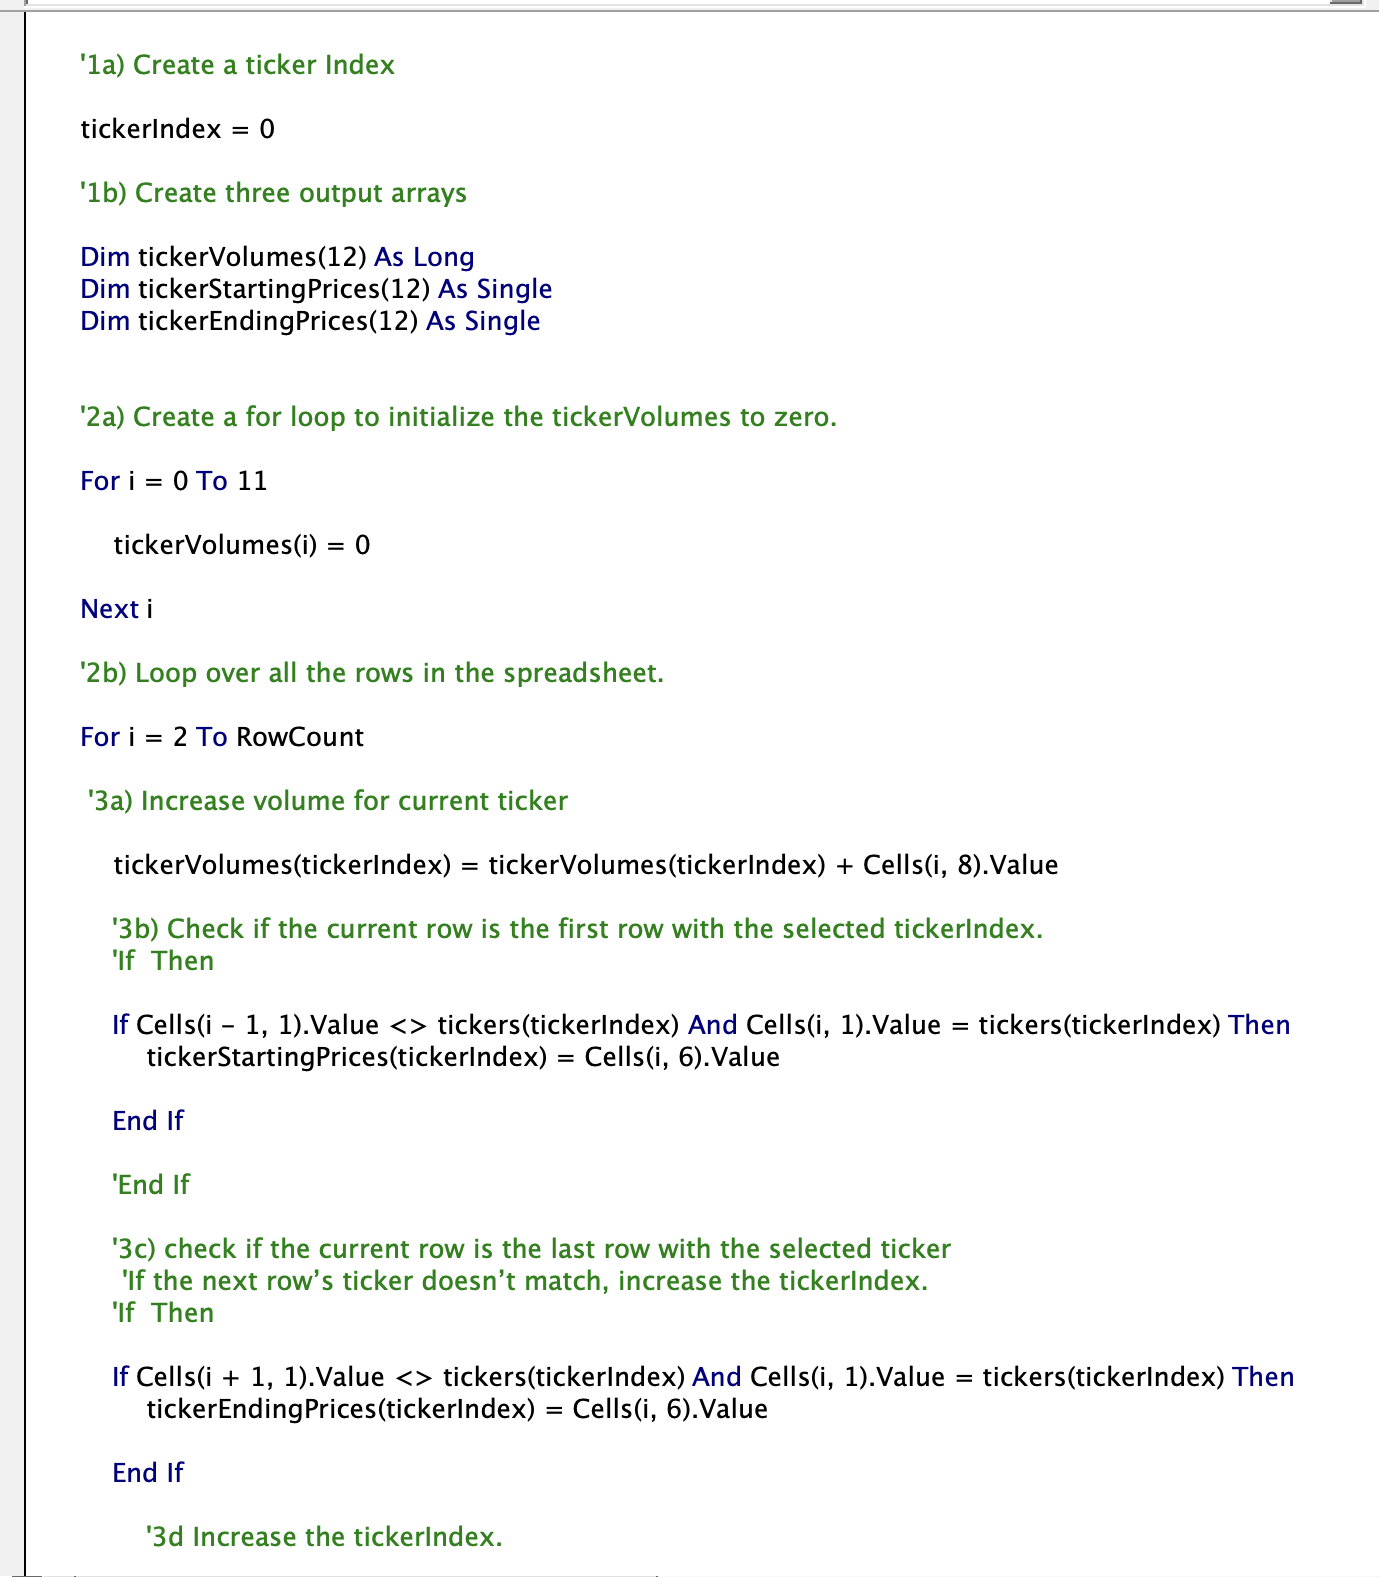 '1a) Create a ticker Index
tickerIndex = 0
'1b) Create three output arrays
Dim tickerVolumes(12) As Long
Dim tickerStartingPrices(12) As Single
Dim tickerEndingPrices(12) As Single
'2a) Create a for loop to initialize the tickerVolumes to zero.
For i = 0 To 11
tickerVolumes(i) = 0
Next i
'2b) Loop over all the rows in the spreadsheet.
For i = 2 To RowCount
'3a) Increase volume for current ticker
tickerVolumes(tickerIndex) = tickerVolumes(tickerIndex) + Cells(i, 8).Value
'3b) Check if the current row is the first row with the selected tickerIndex.
'If  Then
If Cells(i - 1, 1).Value <> tickers(tickerIndex) And Cells(i, 1).Value = tickers(tickerIndex) Then
tickerStartingPrices(tickerIndex) = Cells(i, 6).Value
End If
'End If
'3c) check if the current row is the last row with the selected ticker
'If the next row’s ticker doesn’t match, increase the tickerIndex.
'If  Then
If Cells(i + 1, 1).Value <> tickers(tickerIndex) And Cells(i, 1).Value = tickers(tickerIndex) Then
tickerEndingPrices(tickerIndex) = Cells(i, 6).Value
End If
'3d Increase the tickerIndex.